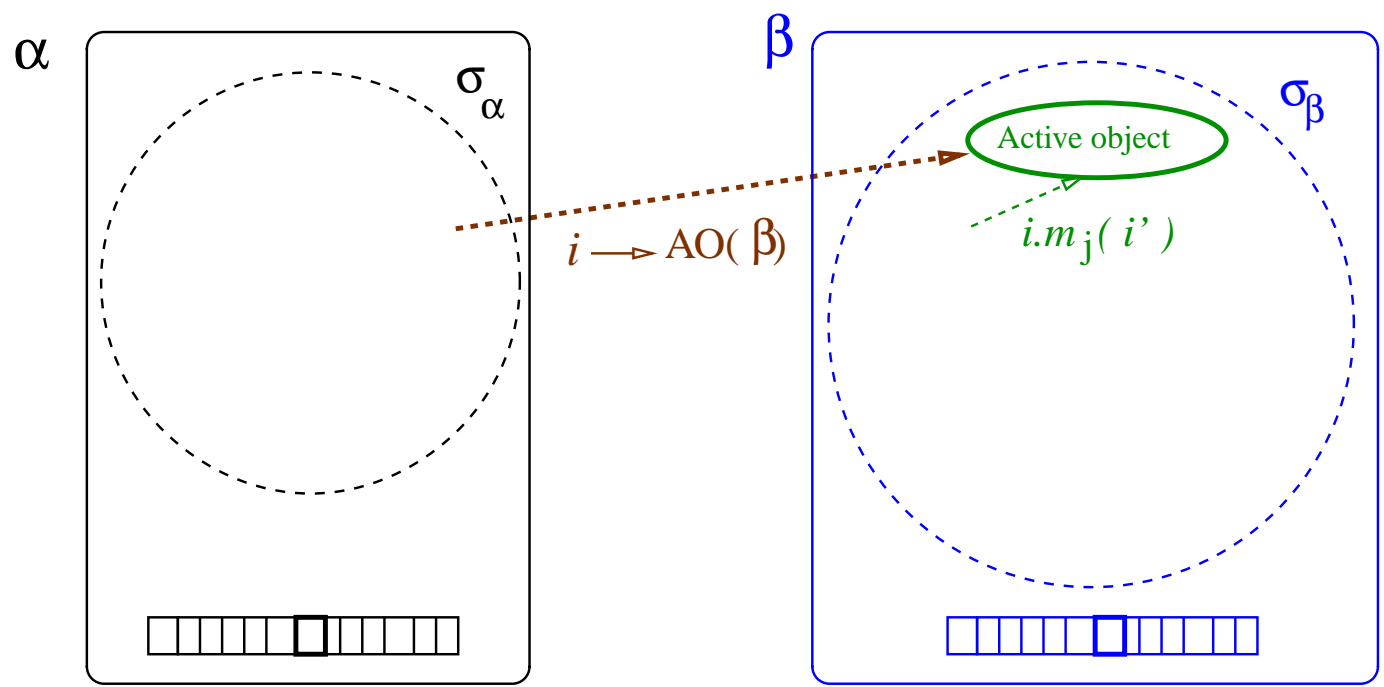 α
σα
i → AO( β)
β
σβ
Active object
i.mj( i’ )